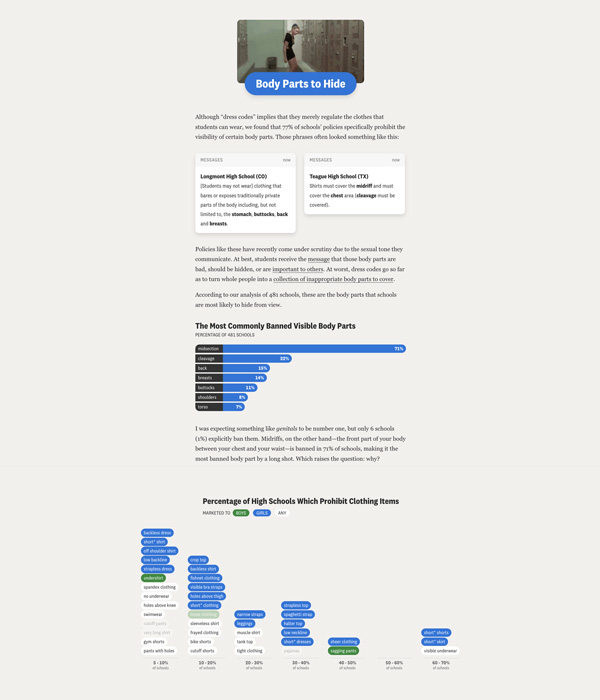 Body Parts to Hide
Although “dress codes” implies that they merely regulate the clothes that
students can wear, we found that 77% of schools’ policies specifically prohibit the
visibility of certain body parts. Those phrases often looked something like this:
MESSAGES now
Longmont High School (CO)
[Students may not wear] clothing that
bares or exposes traditionally private
parts of the body including, but not
limited to, the stomach, buttocks, back
and breasts.
MESSAGES now
Teague High School (TX)
Shirts must cover the midriff and must
cover the chest area (cleavage must be
covered).
Policies like these have recently come under scrutiny due to the sexual tone they
communicate. At best, students receive the message that those body parts are
bad, should be hidden, or are important to others. At worst, dress codes go so far
as to turn whole people into a collection of inappropriate body parts to cover.
According to our analysis of 481 schools, these are the body parts that schools
are most likely to hide from view.
The Most Commonly Banned Visible Body Parts
PERCENTAGE OF 481 SCHOOLS
midsection 71%
cleavage
back 15%
breasts 14%
buttocks 11%
shoulders 8%
torso 7%
I was expecting something like genitals to be number one, but only 6 schools
(1%) explicitly ban them. Midriffs, on the other hand—the front part of your body
between your chest and your waist—is banned in 71% of schools, making it the
most banned body part by a long shot. Which raises the question: why?
Percentage of High Schools Which Prohibit Clothing Items
MARKETED TO BOYS GIRLS ANY
backless dress
short* shirt
off shoulder shirt
low backline
strapless dress
undershirt
spandex clothing
no underwear
holes above knee
swimwear
cutoff pants
very long shirt
gym shorts
pants with holes
5 - 10%
of schools
crop top
backless shirt
fishnet clothing
visible bra straps
holes above thigh
short* clothing
sleeveless shirt
frayed clothing
bike shorts
cutoff shorts
10 - 20%
of schools
narrow straps
leggings
muscle shirt
tank top
tight clothing
20 - 30%
of schools
strapless top
spaghetti strap
halter top
low neckline
short* dresses
pajamas
30 - 40%
of schools
sheer clothing
sagging pants
40 - 50%
of schools
50 - 60%
of schools
short* shorts
short* skirt
visible underwear
60 - 70%
of schools